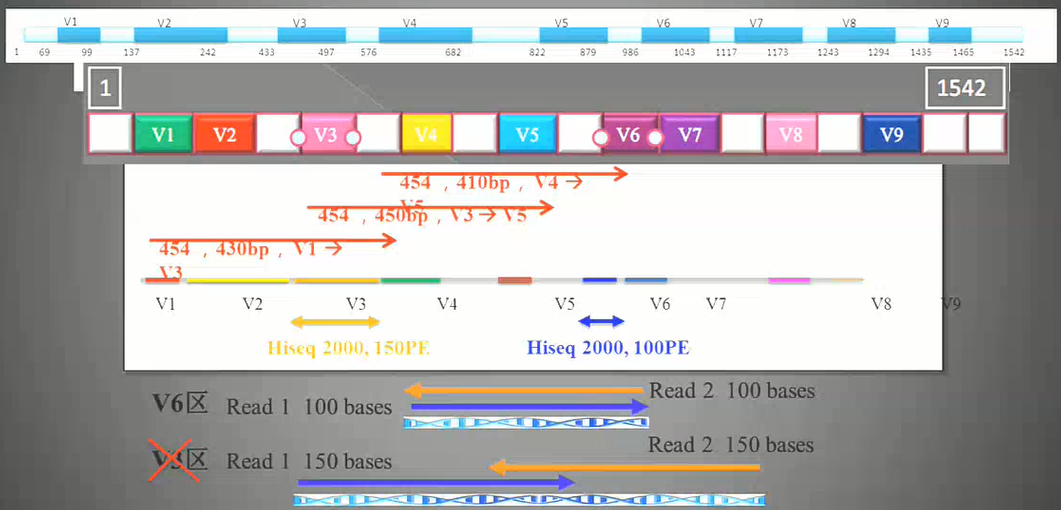 V1 V2 V3 V4 V5 V6 V7 V8 V9
1 69 99 137 242 433 497 576 682 822 879 986 1043 1117 1173 1243 1294 1435 1465 1542
1 1542
V1 V2 V3 V4 V5 V6 V7 V8 V9
454 , 410bp , V4 →
V5
454 , 450bp , V3 → V5
454 , 430bp , V1 →
V3
V1 V2 V3 V4 V5 V6 V7 V8 V9
Hiseq 2000, 150PE Hiseq 2000, 100PE
V6区 Read 1 100 bases Read 2 100 bases
Read 2 150 bases
V3区 Read 1 150 bases